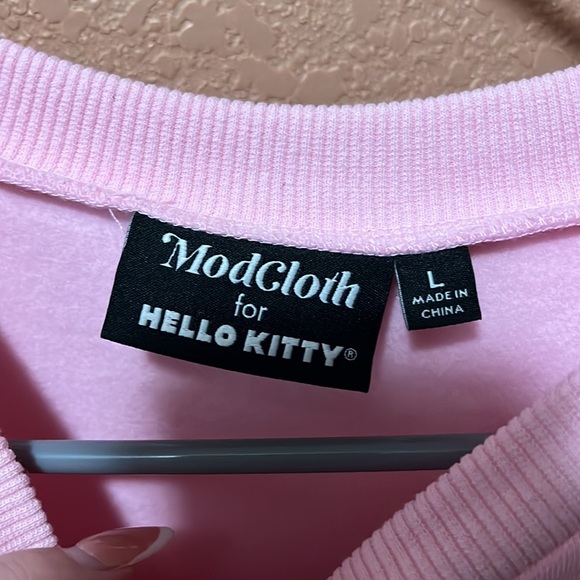 ModCloth
for
HELLO KITTY®
L
MADE IN
CHINA